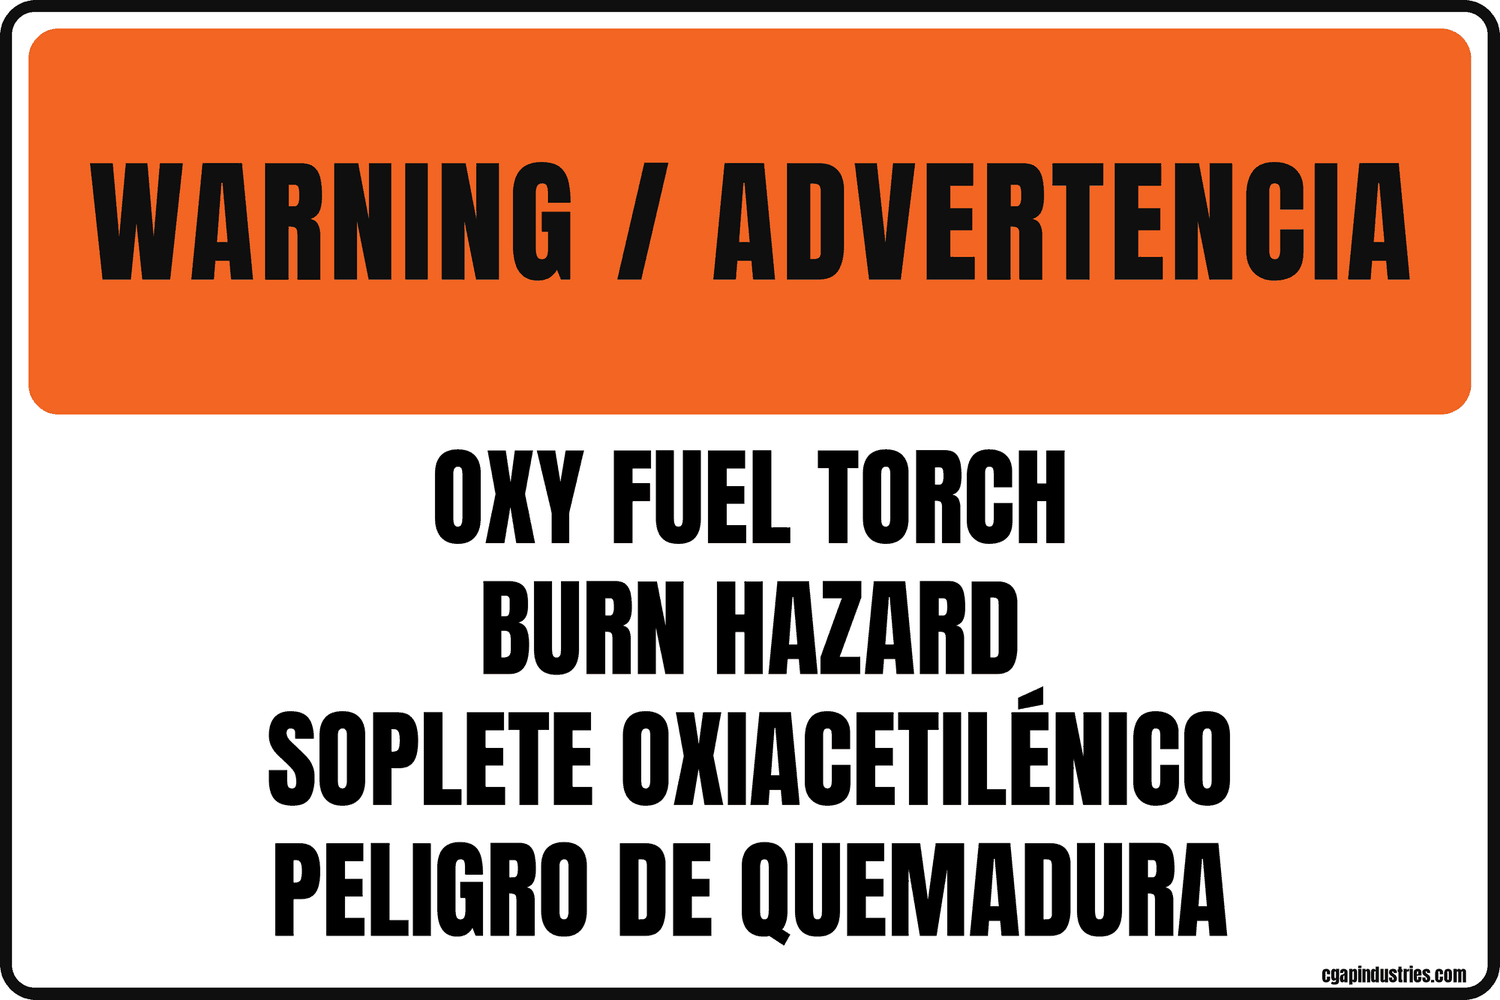 WARNING / ADVERTENCIA
OXY FUEL TORCH
BURN HAZARD
SOPLETE OXIACETILÉNICO
PELIGRO DE QUEMADURA
cgapindustries.com